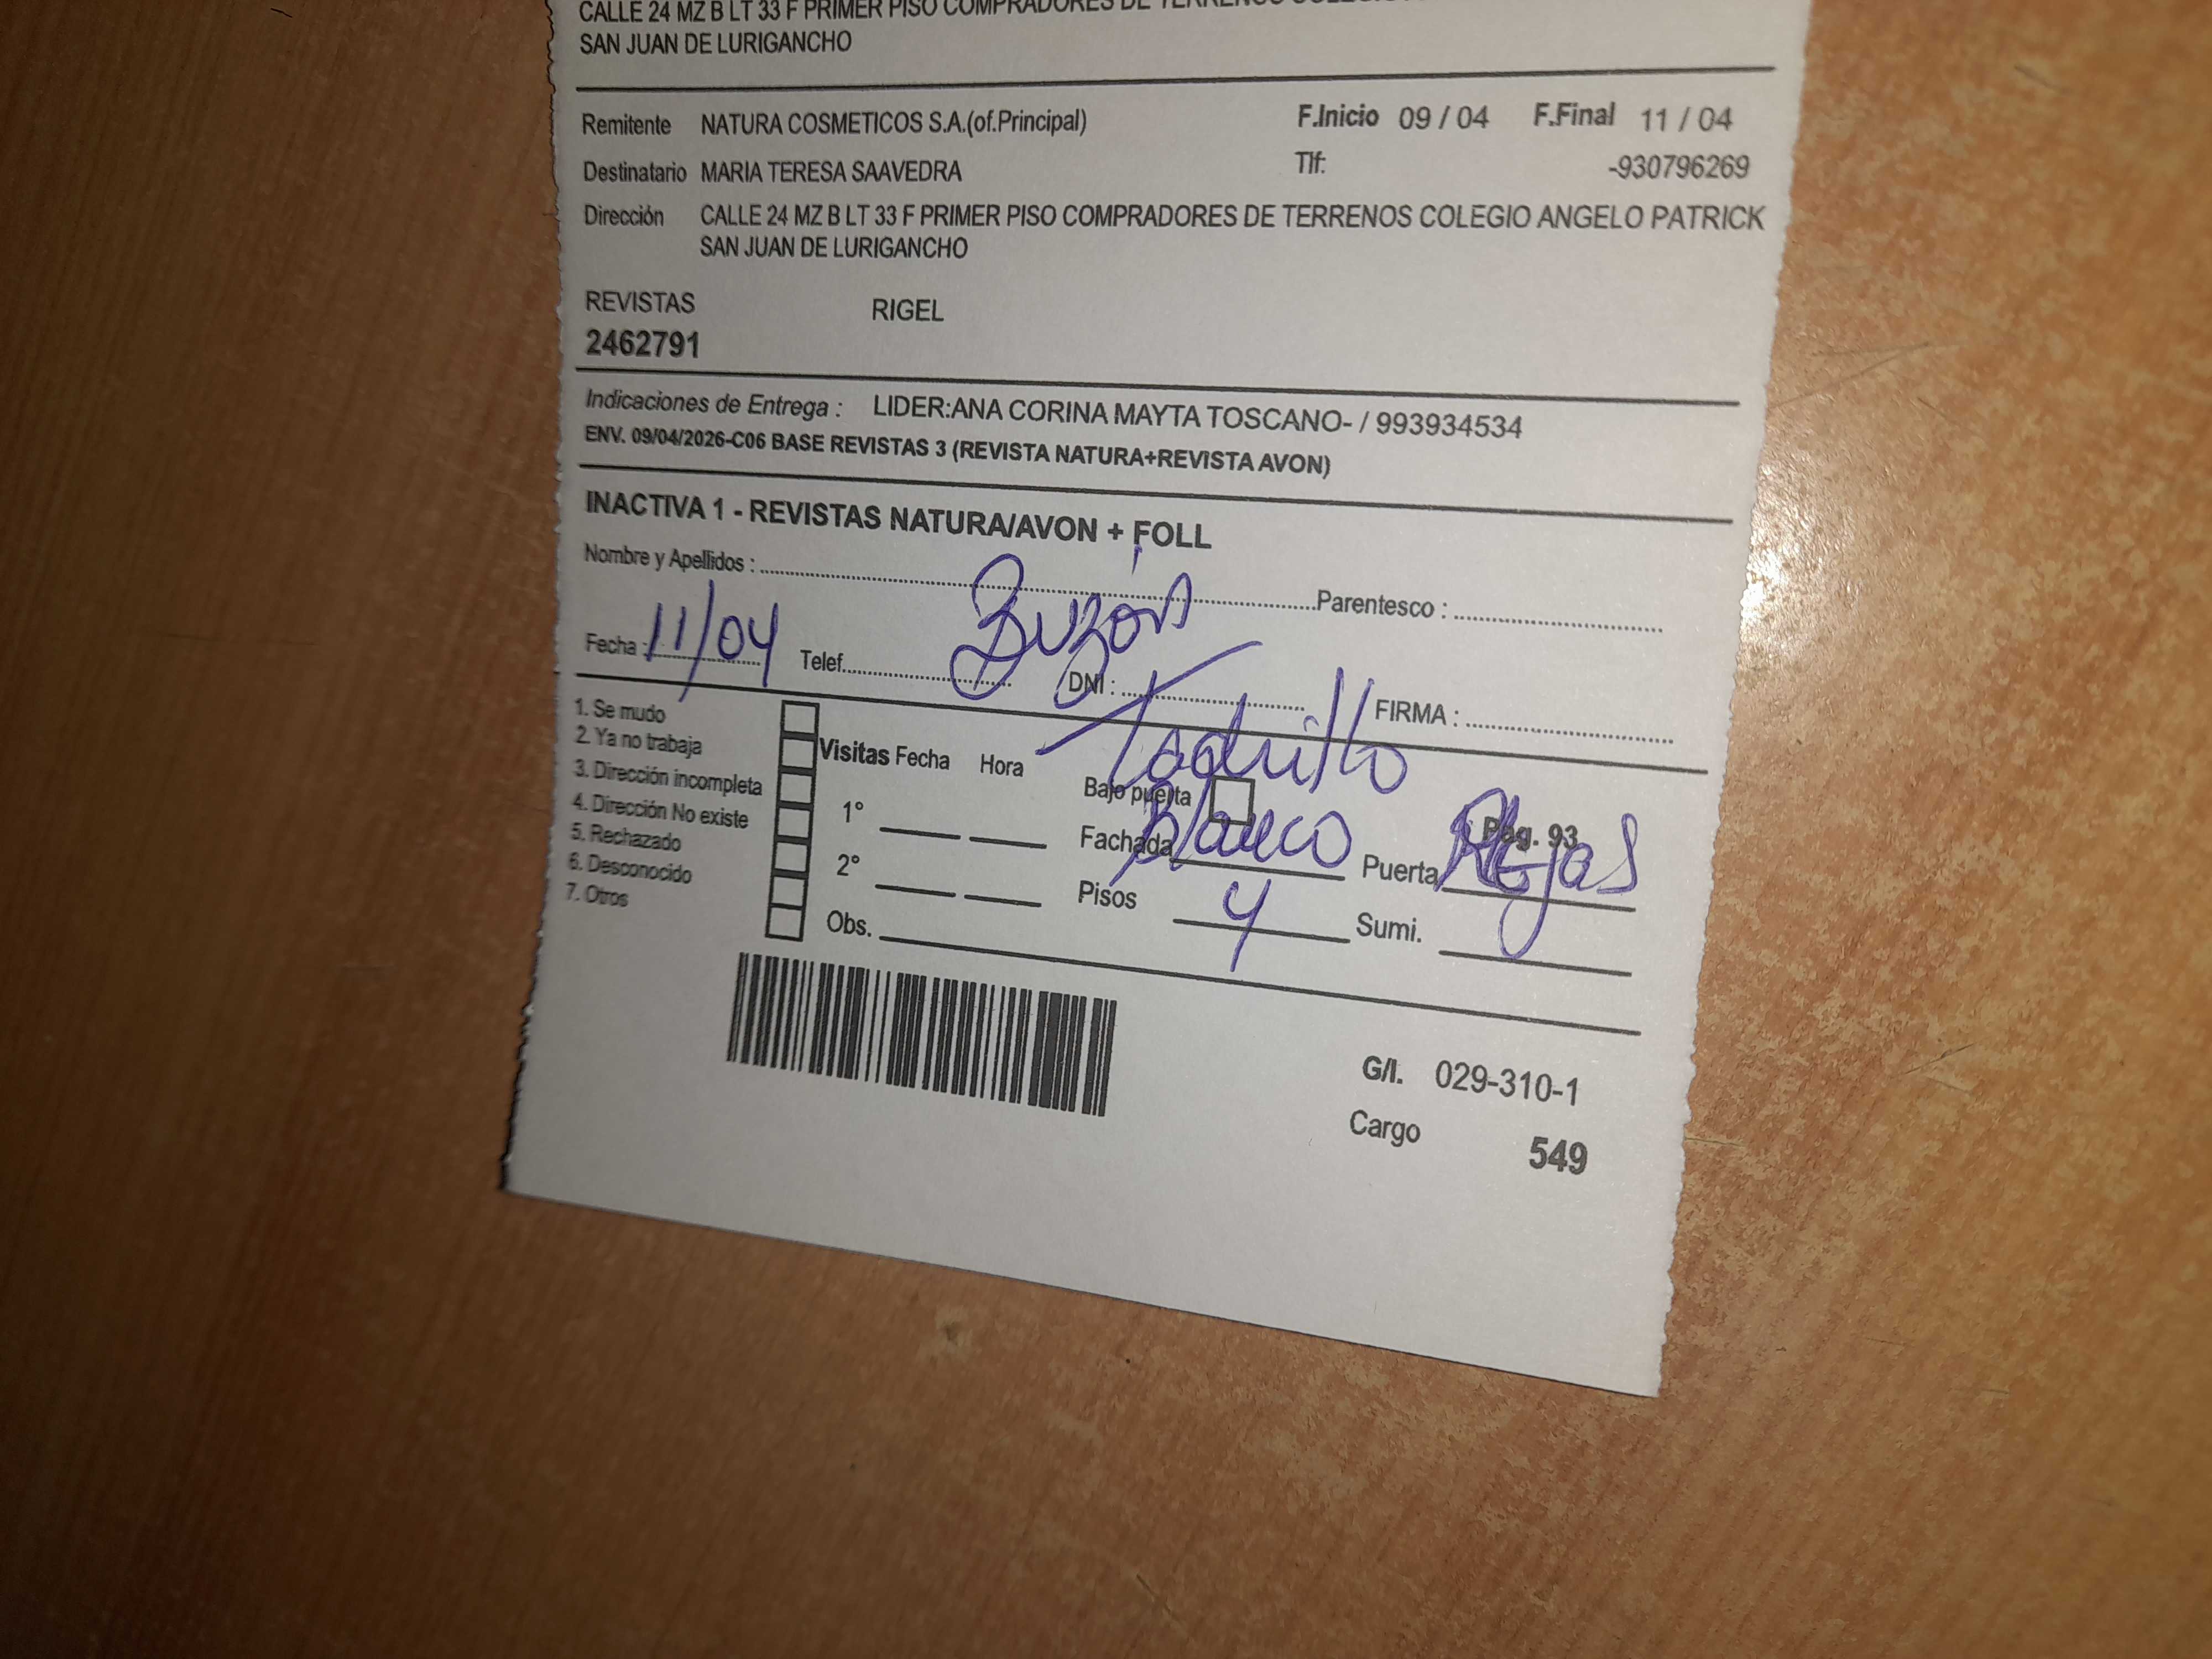 CALLE 24 MZ B LT 33 F PRIMER PISO COMPRADORES DE TERRENOS
SAN JUAN DE LURIGANCHO
Remitente NATURA COSMETICOS S.A.(of.Principal) F.Inicio 09 / 04 F.Final 11 / 04
Destinatario MARIA TERESA SAAVEDRA Tlf: -930796269
Dirección CALLE 24 MZ B LT 33 F PRIMER PISO COMPRADORES DE TERRENOS COLEGIO ANGELO PATRICK
SAN JUAN DE LURIGANCHO
REVISTAS RIGEL
2462791
Indicaciones de Entrega : LIDER:ANA CORINA MAYTA TOSCANO- / 993934534
ENV. 09/04/2026-C06 BASE REVISTAS 3 (REVISTA NATURA+REVISTA AVON)
INACTIVA 1 - REVISTAS NATURA/AVON + FOLL
Nombre y Apellidos : Parentesco :
Buzón
Fecha : 11/04 Telef. DNI : FIRMA :
1. Se mudo
2. Ya no trabaja
3. Dirección incompleta
4. Dirección No existe
5. Rechazado
6. Desconocido
7. Otros
Visitas Fecha Hora
1°
2°
Obs.
Ladrillo
Bajo puerta
Pag. 93
Fachada Blanco Puerta Rejas
Pisos 4 Sumi.
G/I. 029-310-1
Cargo 549